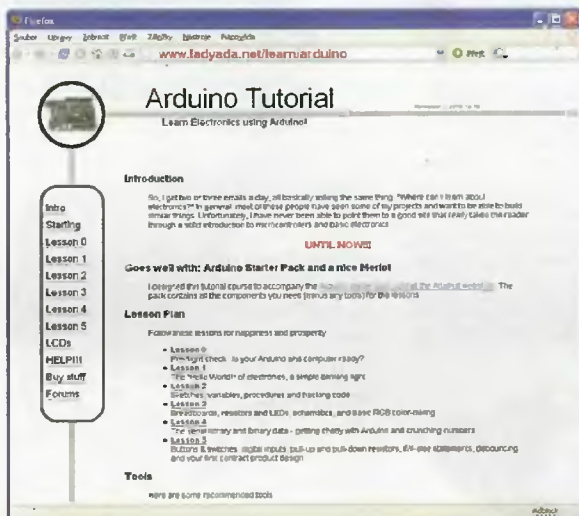 Firefox
Soubor Úpravy Zobrazit Přejít Záložky Nástroje Nápověda
www.ladyada.net/learn/arduino
Přejít
Arduino Tutorial
Learn Electronics using Arduino!
Intro
Starting
Lesson 0
Lesson 1
Lesson 2
Lesson 3
Lesson 4
Lesson 5
LCDs
HELP!!!
Buy stuff
Forums
Introduction
So, I get two or three emails a day, all basically asking the same thing: "Where can I learn about
electronics?" In general, most of these people have seen some of my projects and want to be able to build
similar things. Unfortunately, I have never been able to point them to a good site that really takes the reader
through a solid introduction to microcontrollers and basic electronics
UNTIL NOW!!!
Goes well with: Arduino Starter Pack and a nice Merlot
I designed this tutorial course to accompany the The
pack contains all the components you need (minus any tools) for the lessons
Lesson Plan
Follow these lessons for happiness and prosperity
• Lesson 0
Pre-flight check...Is your Arduino and computer ready?
• Lesson 1
The "Hello World!" of electronics, a simple blinking light
• Lesson 2
Sketches, variables, procedures and hacking code
• Lesson 3
Breadboards, resistors and LEDs, schematics, and basic RGB color-mixing
• Lesson 4
The serial library and binary data - getting chatty with Arduino and crunching numbers
• Lesson 5
Buttons & switches, digital inputs, pull-up and pull-down resistors, if/if-else statements, debouncing
and your first contract product design
Tools
Here are some recommended tools
Adblock